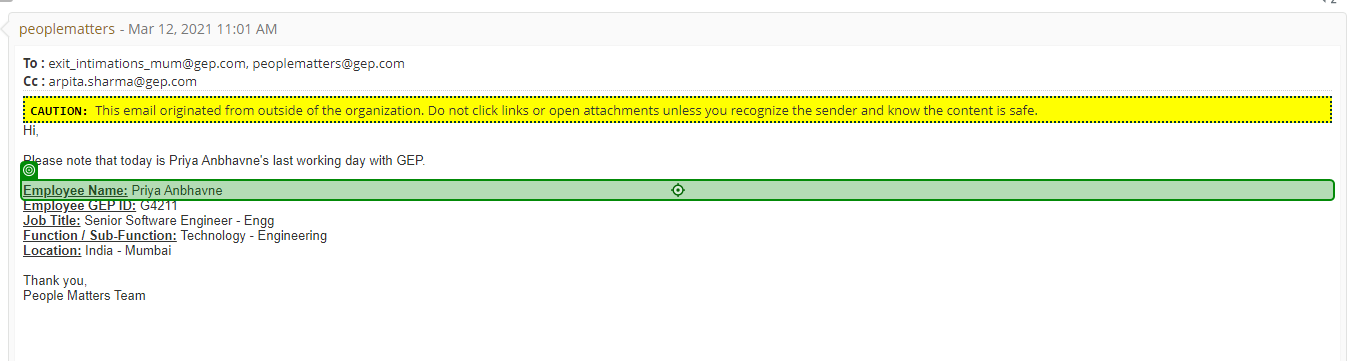 peoplematters - Mar 12, 2021 11:01 AM
To : exit_intimations_mum@gep.com, peoplematters@gep.com
Cc : arpita.sharma@gep.com
CAUTION: This email originated from outside of the organization. Do not click links or open attachments unless you recognize the sender and know the content is safe.
Hi,
Please note that today is Priya Anbhavne's last working day with GEP.
Employee Name: Priya Anbhavne
Employee GEP ID: G4211
Job Title: Senior Software Engineer - Engg
Function / Sub-Function: Technology - Engineering
Location: India - Mumbai
Thank you,
People Matters Team